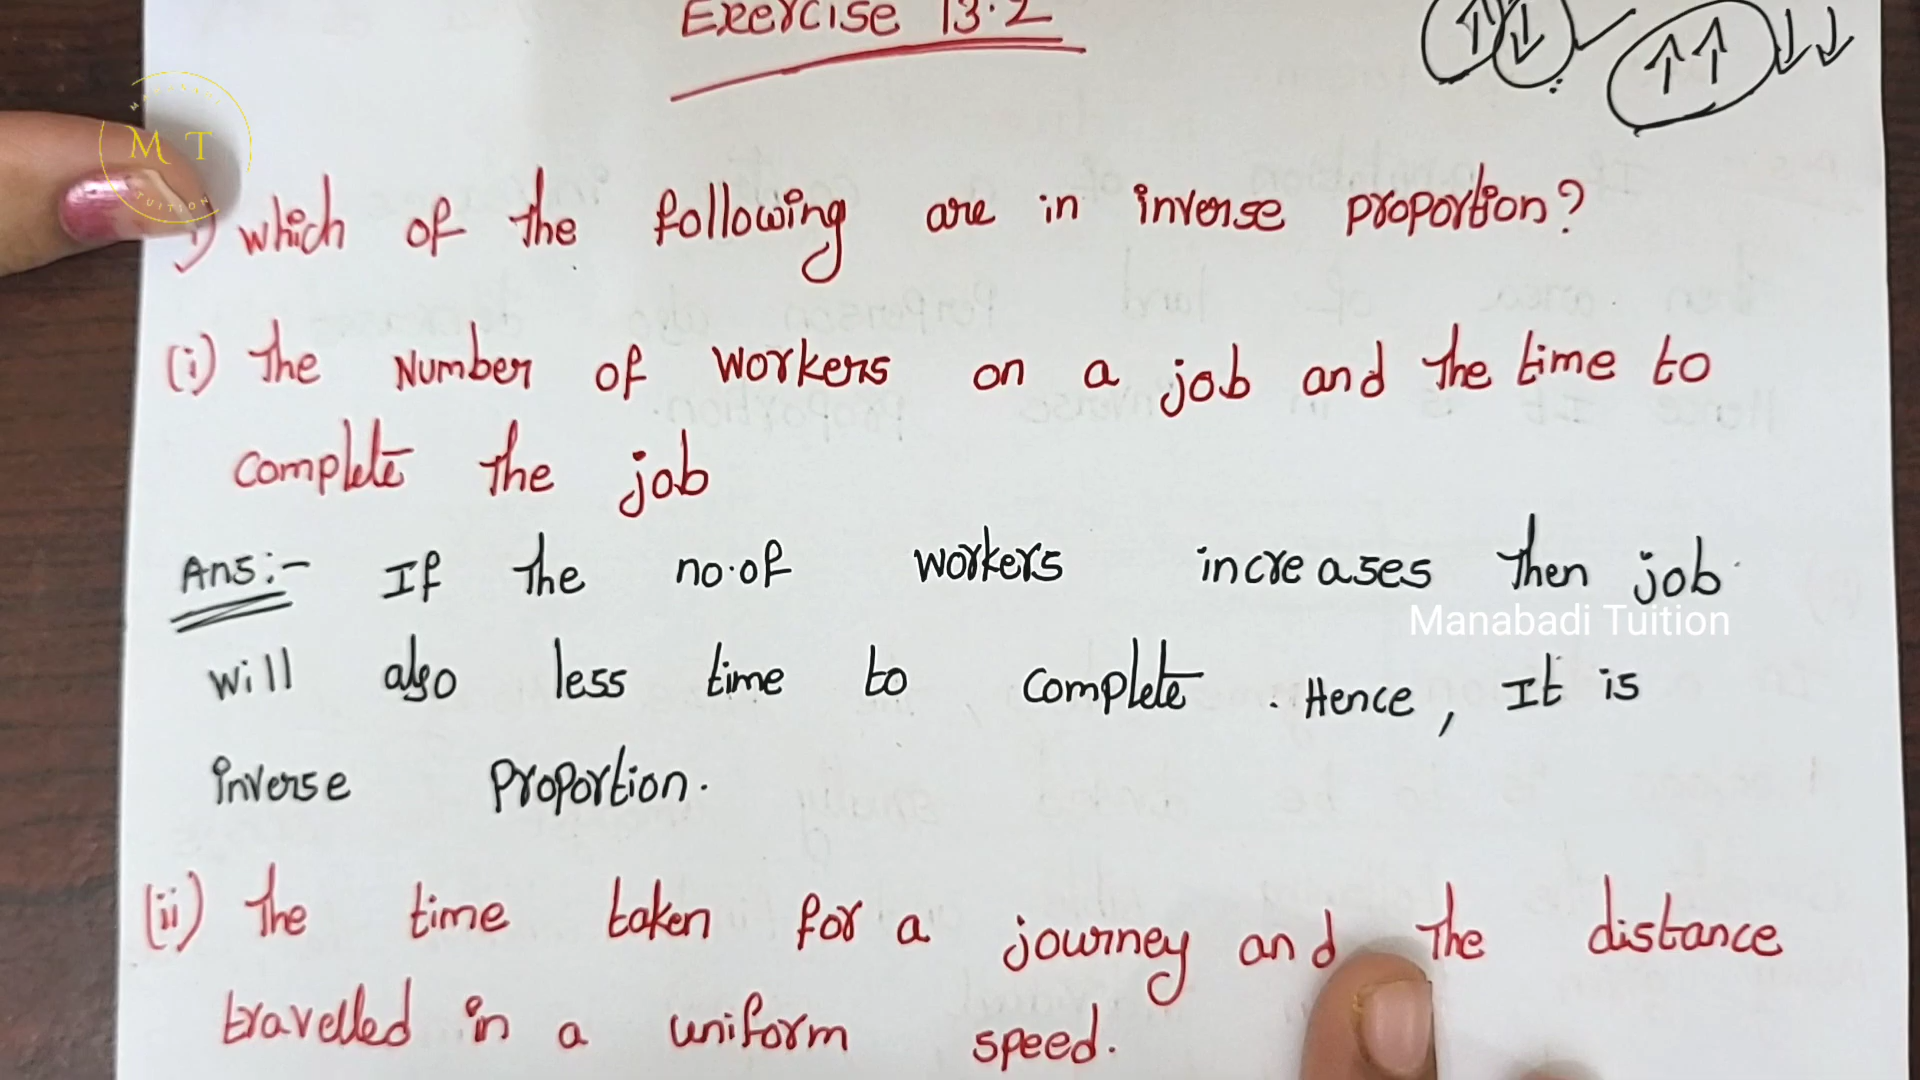 Exercise 13.2
MANABADI
M T
TUITION
1) which of the following are in inverse proportion?
(i) The Number of workers on a job and the time to
complete the job
Ans:- If the no.of workers increases then job
Manabadi Tuition
will also less time to complete. Hence, It is
inverse proportion.
(ii) The time taken for a journey and the distance
travelled in a uniform speed.